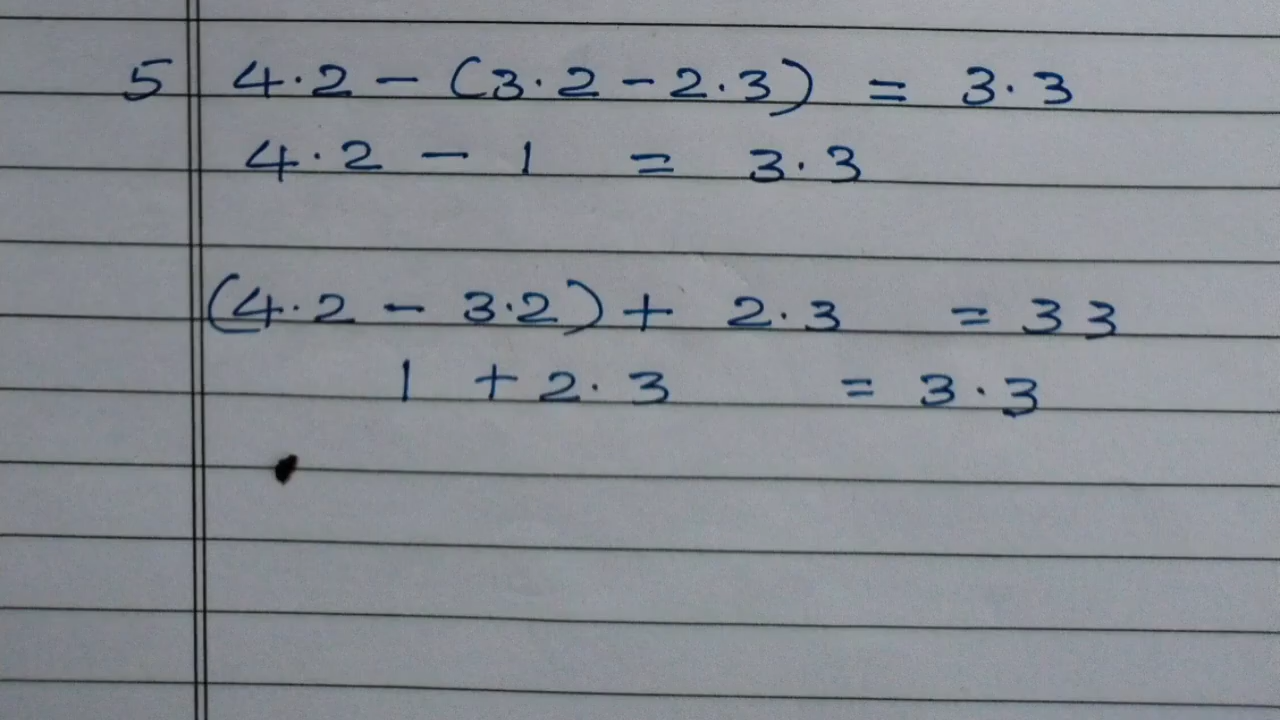 5 4.2 - (3.2 - 2.3) = 3.3
4.2 - 1 = 3.3
(4.2 - 3.2) + 2.3 = 33
1 + 2.3 = 3.3